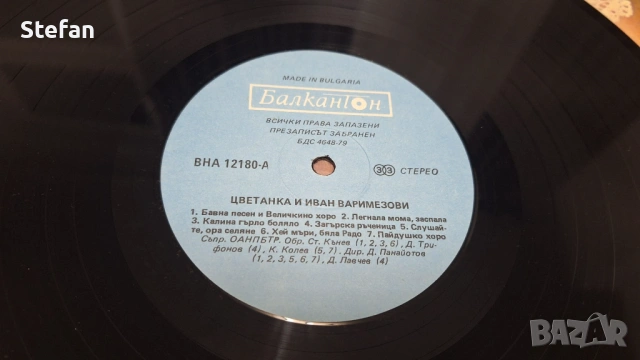 Stefan
MADE IN BULGARIA
Балкантон
ВСИЧКИ ПРАВА ЗАПАЗЕНИ
ПРЕЗАПИСЪТ ЗАБРАНЕН
БДС 4648-79
ВНА 12180-А
33 СТЕРЕО
ЦВЕТАНКА И ИВАН ВАРИМЕЗОВИ
1. Бавна песен и Величкино хоро 2. Легнала мома, заспала
3. Калина гърло боляло 4. Загърска ръченица 5. Слушай-
те, ора селяне 6. Хей мъри, бяла Радо 7. Пайдушко хоро
Съпр. ОАНПБТР. Обр. Ст. Кънев (1, 2, 3, 6), Д. Три-
фонов (4), К. Колев (5, 7). Дир. Д. Панайотов
(1, 2, 3, 5, 6, 7), Д. Лавчев (4)
BAZAR